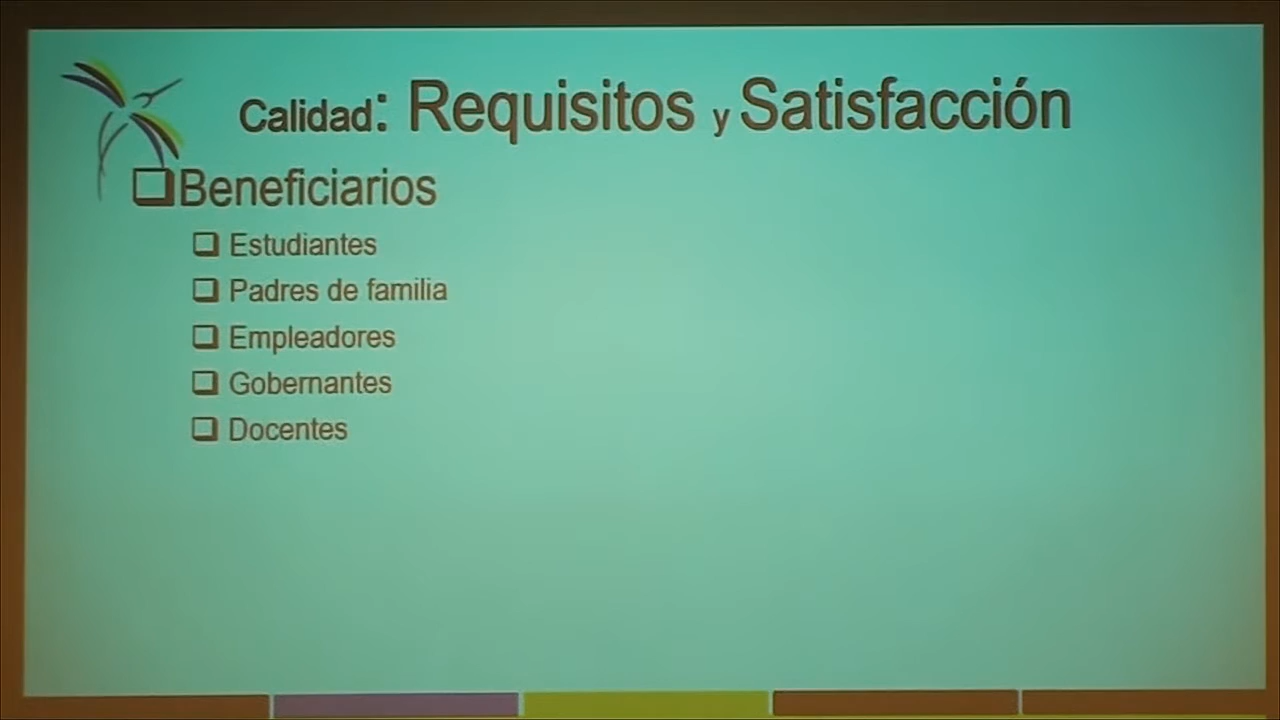 Calidad: Requisitos y Satisfacción
Beneficiarios
Estudiantes
Padres de familia
Empleadores
Gobernantes
Docentes